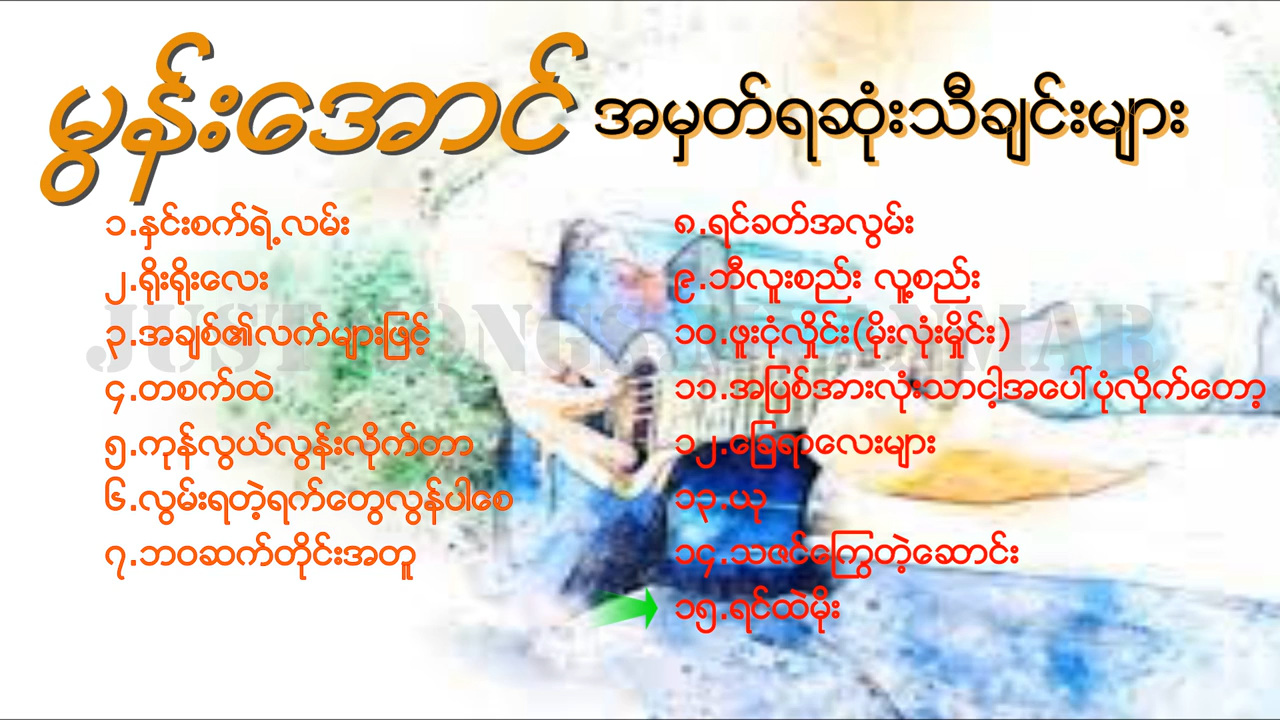 မွန်းအောင် အမှတ်ရဆုံးသီချင်းများ
၁.နှင်းစက်ရဲ့လမ်း
၂.ရိုးရိုးလေး
၃.အချစ်၏လက်များဖြင့်
၄.တစက်ထဲ
၅.ကုန်လွယ်လွန်းလိုက်တာ
၆.လွမ်းရတဲ့ရက်တွေလွန်ပါစေ
၇.ဘဝဆက်တိုင်းအတူ
၈.ရင်ခတ်အလွမ်း
၉.ဘီလူးစည်း လူ့စည်း
၁၀.ဖူးငုံလှိုင်း(မိုးလုံးမှိုင်း)
၁၁.အပြစ်အားလုံးသာငါ့အပေါ်ပုံလိုက်တော့
၁၂.ခြေရာလေးများ
၁၃.ယု
၁၄.သဇင်ကြွေတဲ့ဆောင်း
၁၅.ရင်ထဲမိုး